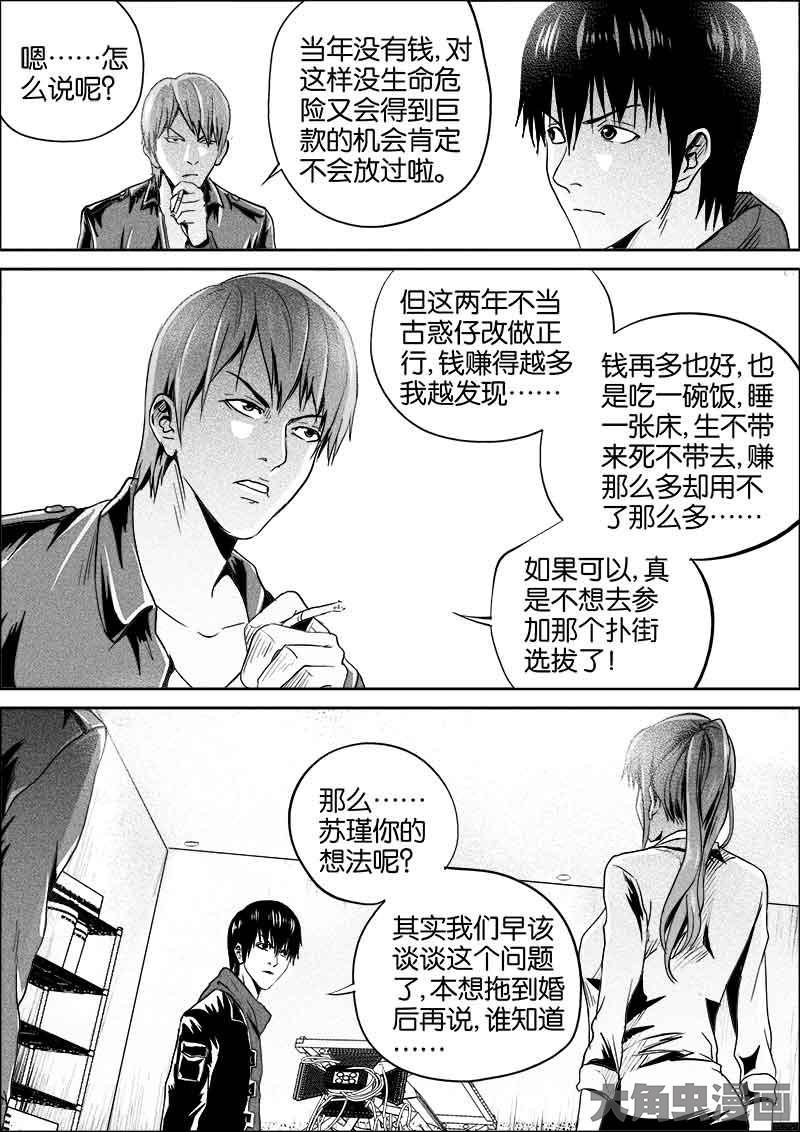 嗯……怎
么说呢？
当年没有钱，对
这样没生命危
险又会得到巨
款的机会肯定
不会放过啦。
但这两年不当
古惑仔改做正
行，钱赚得越多
我越发现……
钱再多也好，也
是吃一碗饭，睡
一张床，生不带
来死不带去，赚
那么多却用不
了那么多……
如果可以，真
是不想去参
加那个扑街
选拔了！
那么……
苏瑾你的
想法呢？
其实我们早该
谈谈这个问题
了，本想拖到婚
后再说，谁知道
……
大角虫漫画